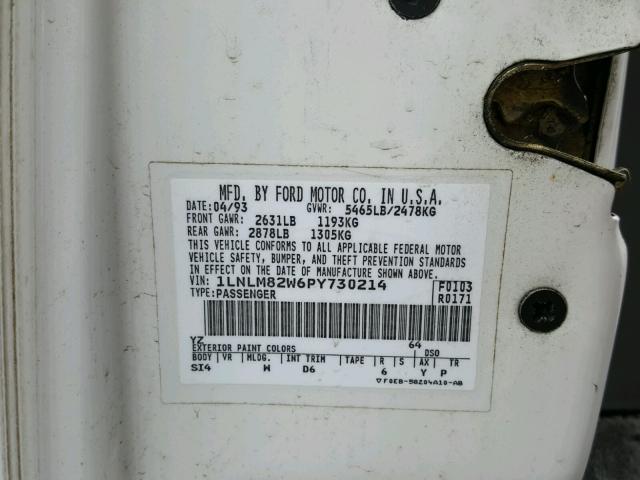 MFD. BY FORD MOTOR CO. IN U.S.A.
DATE: 04/93 GVWR: 5465LB/2478KG
FRONT GAWR: 2631LB 1193KG
REAR GAWR: 2878LB 1305KG
THIS VEHICLE CONFORMS TO ALL APPLICABLE FEDERAL MOTOR
VEHICLE SAFETY, BUMPER, AND THEFT PREVENTION STANDARDS
IN EFFECT ON THE DATE OF MANUFACTURE SHOWN ABOVE.
VIN: 1LNLM82W6PY730214 F0103
TYPE: PASSENGER R0171
YZ 64
EXTERIOR PAINT COLORS DSO
BODY VR MLDG. INT TRIM TAPE R S AX TR
SI4 W D6 6 Y P
▽F0EB-58204A10-AB